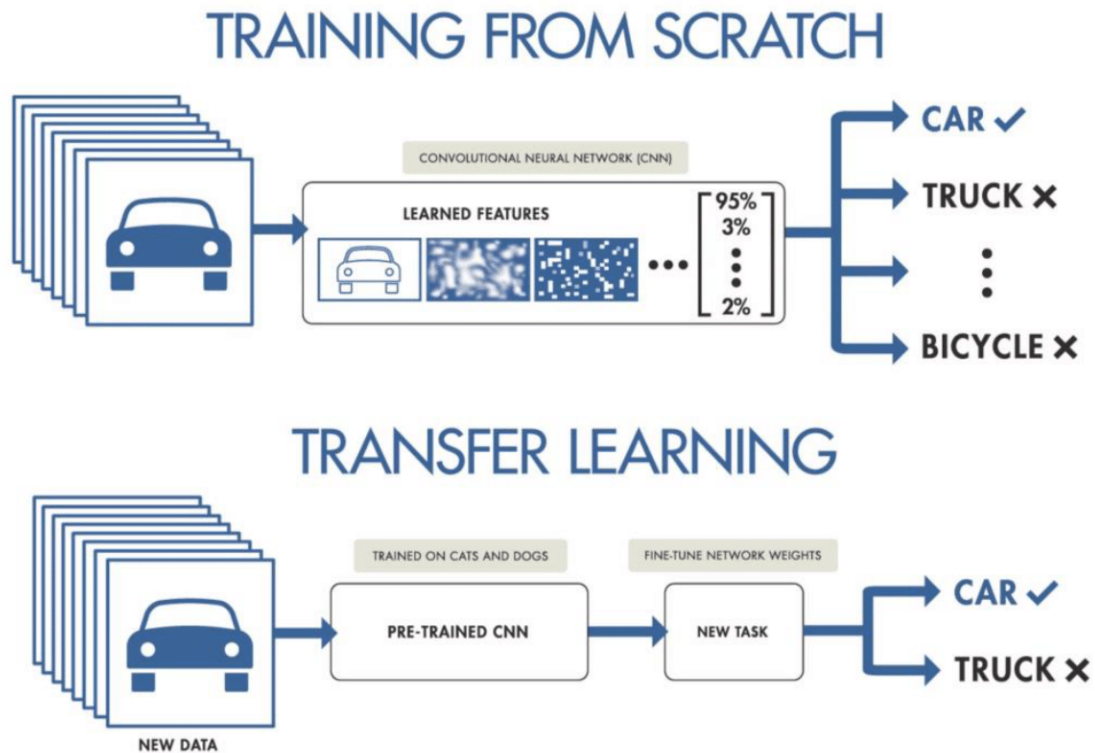 TRAINING FROM SCRATCH
CONVOLUTIONAL NEURAL NETWORK (CNN)
LEARNED FEATURES
95%
3%
2%
CAR
TRUCK
BICYCLE
TRANSFER LEARNING
TRAINED ON CATS AND DOGS
FINE-TUNE NETWORK WEIGHTS
PRE-TRAINED CNN
NEW TASK
CAR
TRUCK
NEW DATA